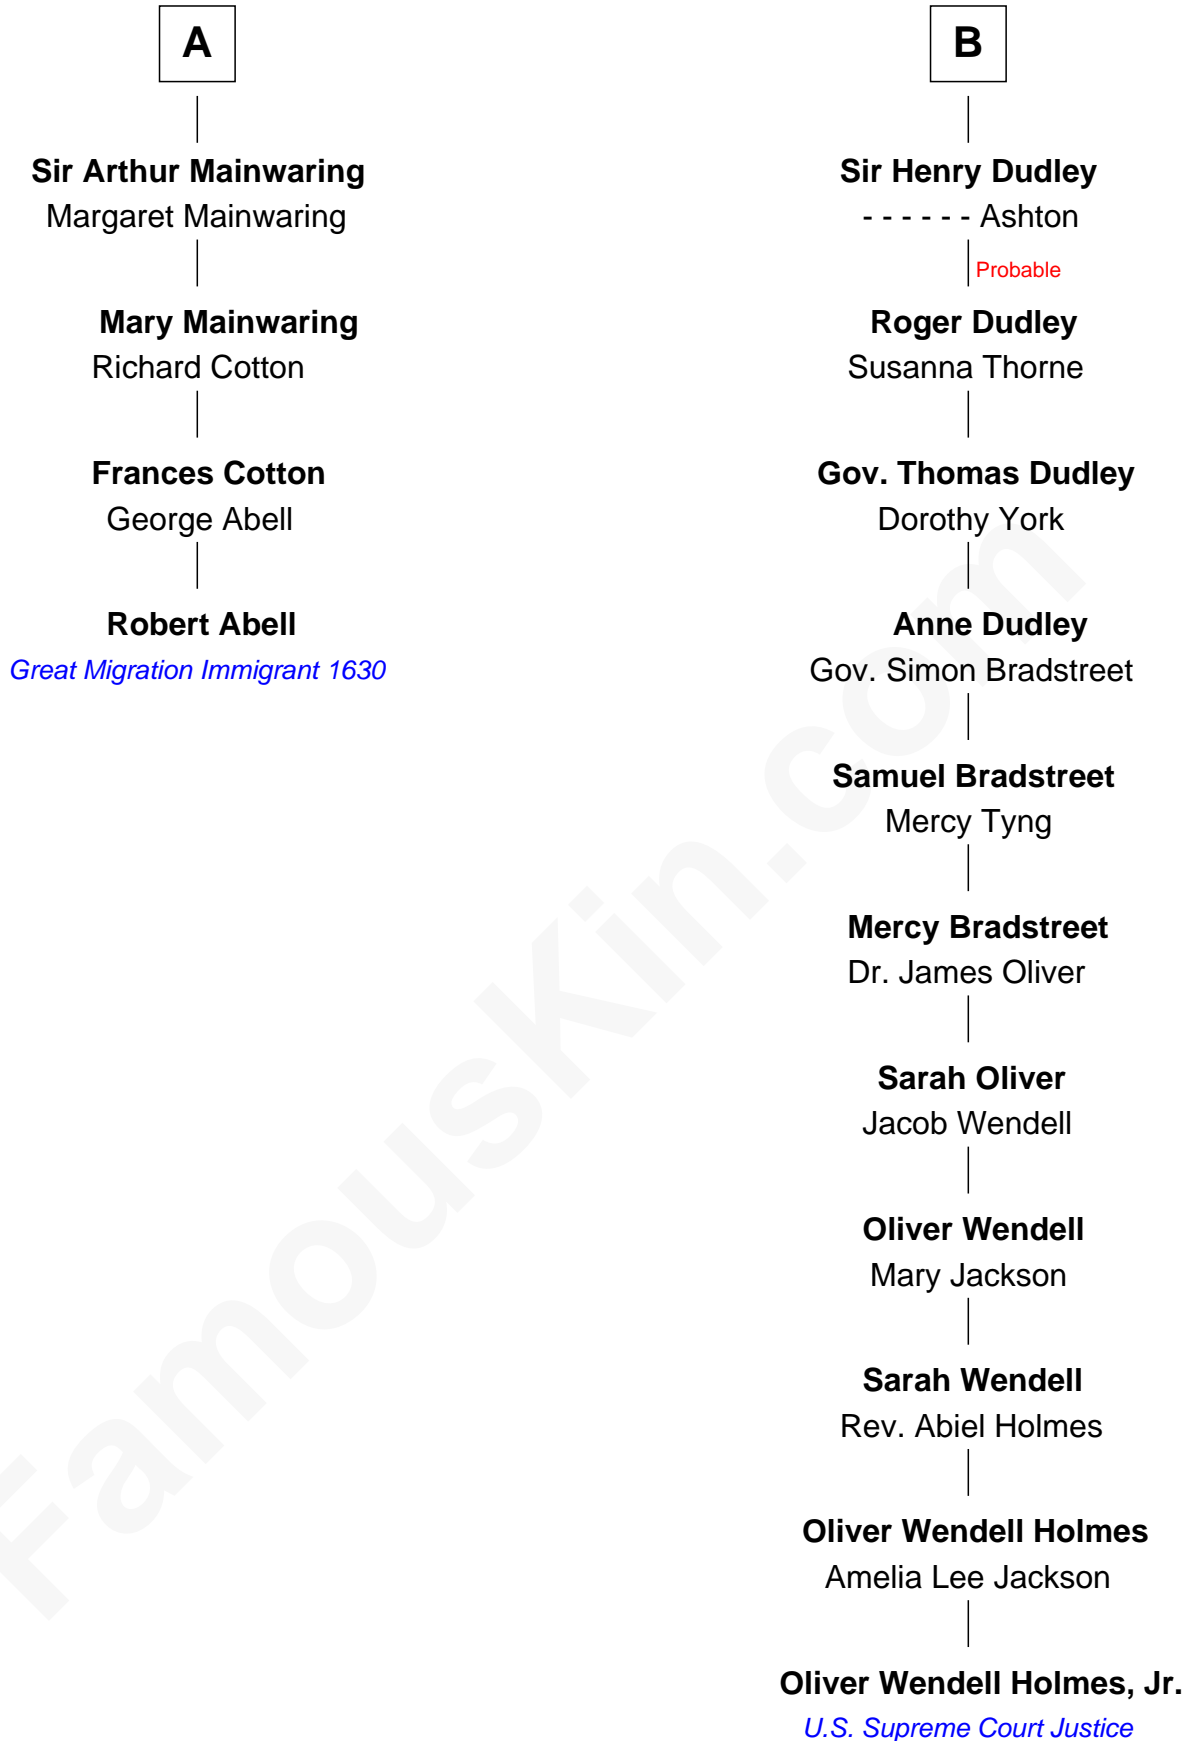 A
Sir Arthur Mainwaring
Margaret Mainwaring
Mary Mainwaring
Richard Cotton
Frances Cotton
George Abell
Robert Abell
Great Migration Immigrant 1630
B
Sir Henry Dudley
- - - - - - Ashton
Probable
Roger Dudley
Susanna Thorne
Gov. Thomas Dudley
Dorothy York
Anne Dudley
Gov. Simon Bradstreet
Samuel Bradstreet
Mercy Tyng
Mercy Bradstreet
Dr. James Oliver
Sarah Oliver
Jacob Wendell
Oliver Wendell
Mary Jackson
Sarah Wendell
Rev. Abiel Holmes
Oliver Wendell Holmes
Amelia Lee Jackson
Oliver Wendell Holmes, Jr.
U.S. Supreme Court Justice
FamousKin.com